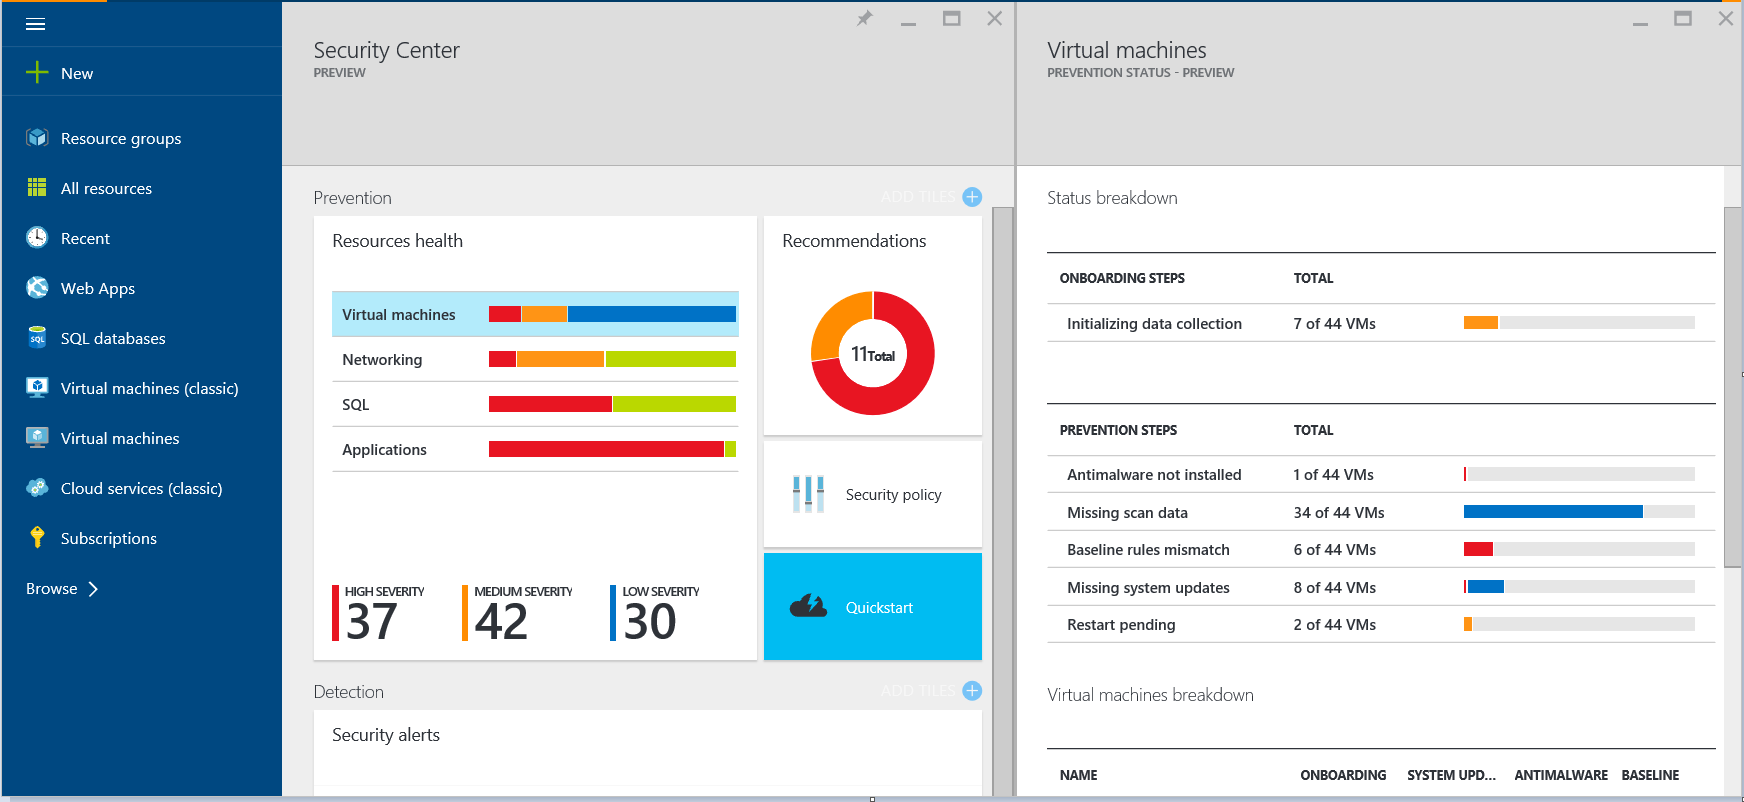 New
Resource groups
All resources
Recent
Web Apps
SQL databases
SQL
Virtual machines (classic)
Virtual machines
Cloud services (classic)
Subscriptions
Browse
Security Center
PREVIEW
Prevention
ADD TILES
Resources health
Virtual machines
Networking
SQL
Applications
HIGH SEVERITY
37
MEDIUM SEVERITY
42
LOW SEVERITY
30
Recommendations
11 Total
Security policy
Quickstart
Detection
ADD TILES
Security alerts
Virtual machines
PREVENTION STATUS - PREVIEW
Status breakdown
ONBOARDING STEPS TOTAL
Initializing data collection 7 of 44 VMs
PREVENTION STEPS TOTAL
Antimalware not installed 1 of 44 VMs
Missing scan data 34 of 44 VMs
Baseline rules mismatch 6 of 44 VMs
Missing system updates 8 of 44 VMs
Restart pending 2 of 44 VMs
Virtual machines breakdown
NAME ONBOARDING SYSTEM UPD... ANTIMALWARE BASELINE